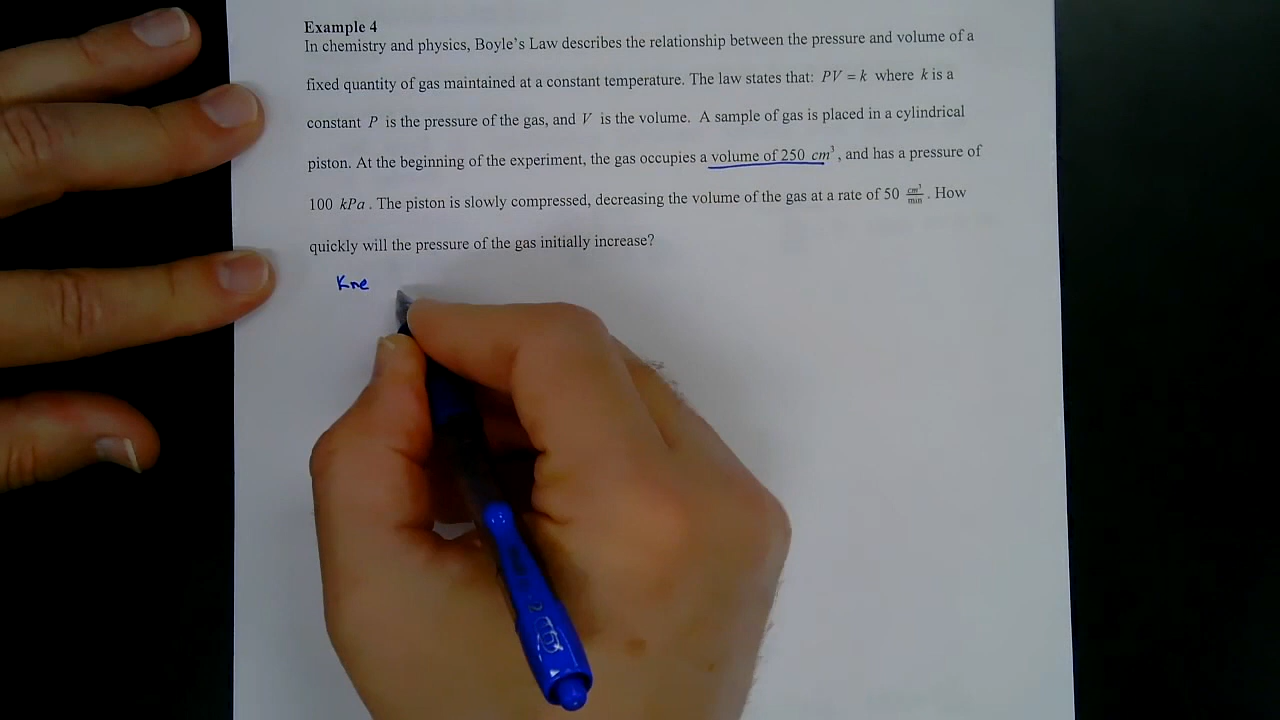 Example 4
In chemistry and physics, Boyle's Law describes the relationship between the pressure and volume of a
fixed quantity of gas maintained at a constant temperature. The law states that: PV = k where k is a
constant P is the pressure of the gas, and V is the volume. A sample of gas is placed in a cylindrical
piston. At the beginning of the experiment, the gas occupies a volume of 250 cm³, and has a pressure of
100 kPa. The piston is slowly compressed, decreasing the volume of the gas at a rate of 50 cm³/min. How
quickly will the pressure of the gas initially increase?
Kne